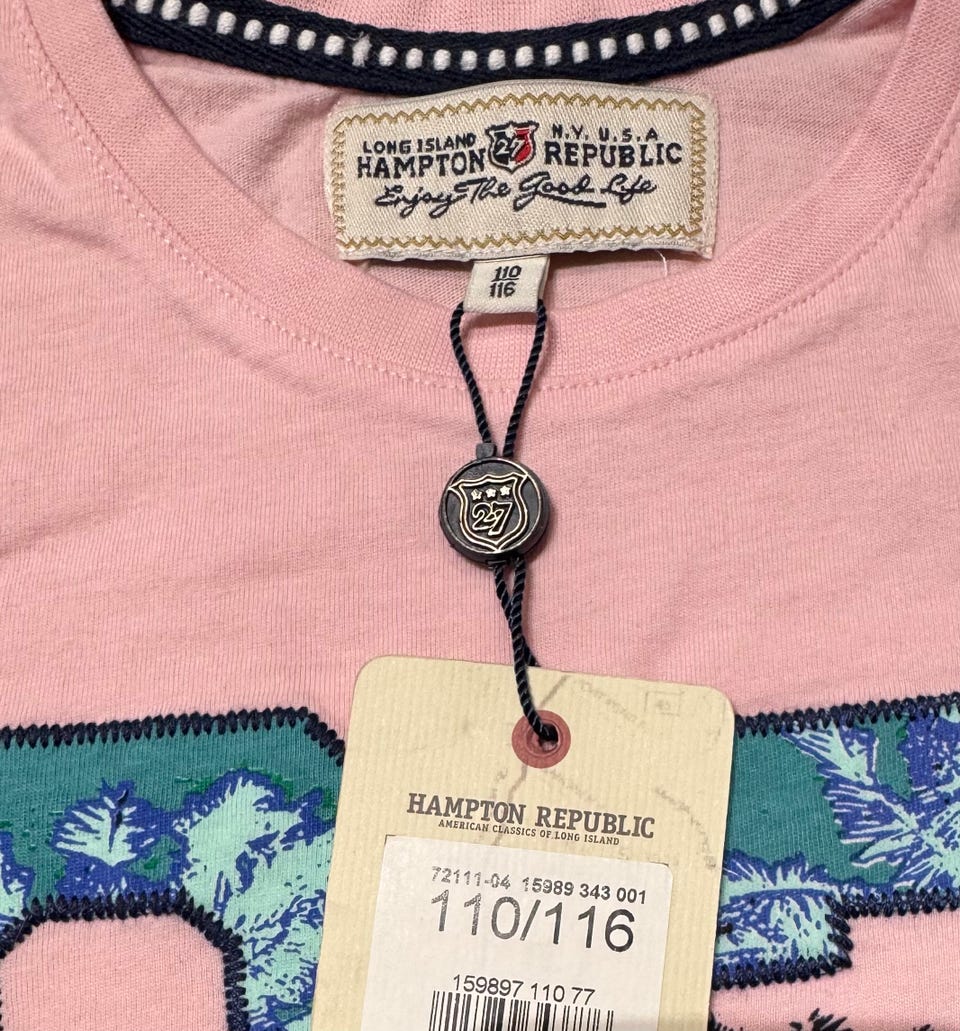 LONG ISLAND 27 N.Y. U.S.A
HAMPTON REPUBLIC
Enjoy The Good Life
110
116
27
HAMPTON REPUBLIC
AMERICAN CLASSICS OF LONG ISLAND
72111-04 15989 343 001
110/116
159897 110 77